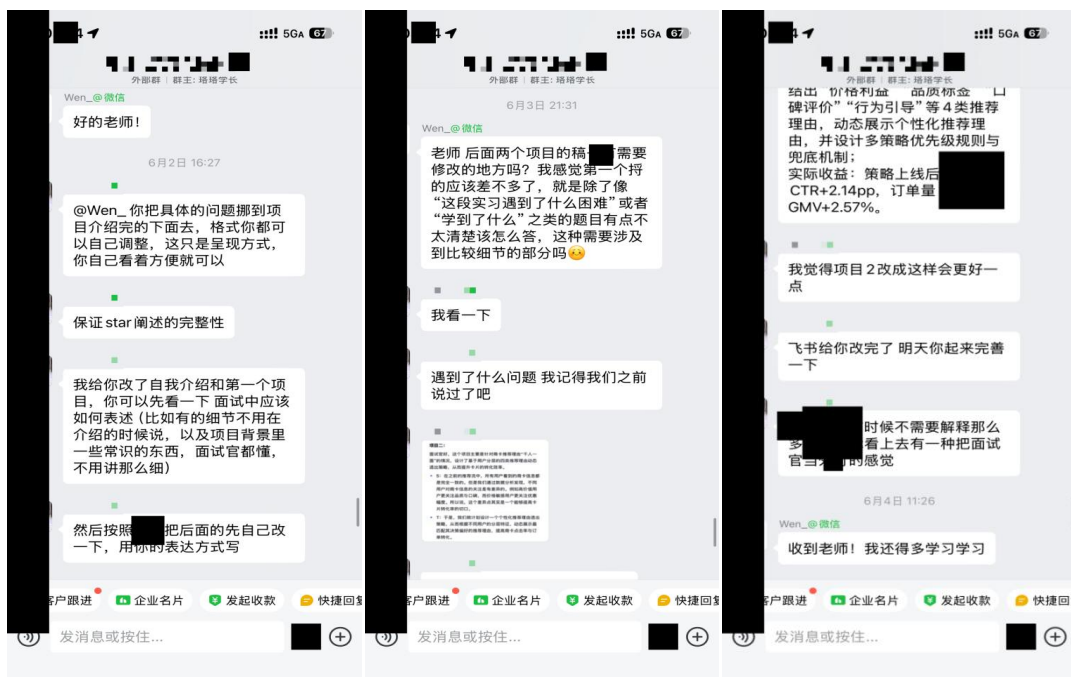 5GA 67
外部群 | 群主: 塔塔学长
Wen_@微信
好的老师!
6月2日 16:27
@Wen_ 你把具体的问题挪到项
目介绍完的下面去，格式你都可
以自己调整，这只是呈现方式，
你自己看着方便就可以
保证star阐述的完整性
我给你改了自我介绍和第一个项
目，你可以先看一下 面试中应该
如何表述 (比如有的细节不用在
介绍的时候说，以及项目背景里
一些常识的东西，面试官都懂，
不用讲那么细)
然后按照
把后面的先自己改
一下，用你的表达方式写
客户跟进
企业名片
发起收款
快捷回复
发消息或按住...
5GA 67
外部群 | 群主: 塔塔学长
6月3日 21:31
Wen_@微信
老师 后面两个项目的稿
需要
修改的地方吗？我感觉第一个捋
的应该差不多了，就是除了像
“这段实习遇到了什么困难”或者
“学到了什么”之类的题目有点不
太清楚该怎么答，这种需要涉及
到比较细节的部分吗
我看一下
遇到了什么问题 我记得我们之前
说过了吧
项目二:
客户跟进
企业名片
发起收款
快捷回复
发消息或按住...
5GA 67
外部群 | 群主: 塔塔学长
结出“价格利益”“品质标签”“口
碑评价”“行为引导”等4类推荐
理由，动态展示个性化推荐理
由，并设计多策略优先级规则与
兜底机制；
实际收益：策略上线后
CTR+2.14pp，订单量
GMV+2.57%。
我觉得项目2改成这样会更好一
点
飞书给你改完了 明天你起来完善
一下
时候不需要解释那么
多
看上去有一种把面试
官当
的感觉
6月4日 11:26
Wen_@微信
收到老师！我还得多学习学习
客户跟进
企业名片
发起收款
快捷回
发消息或按住...